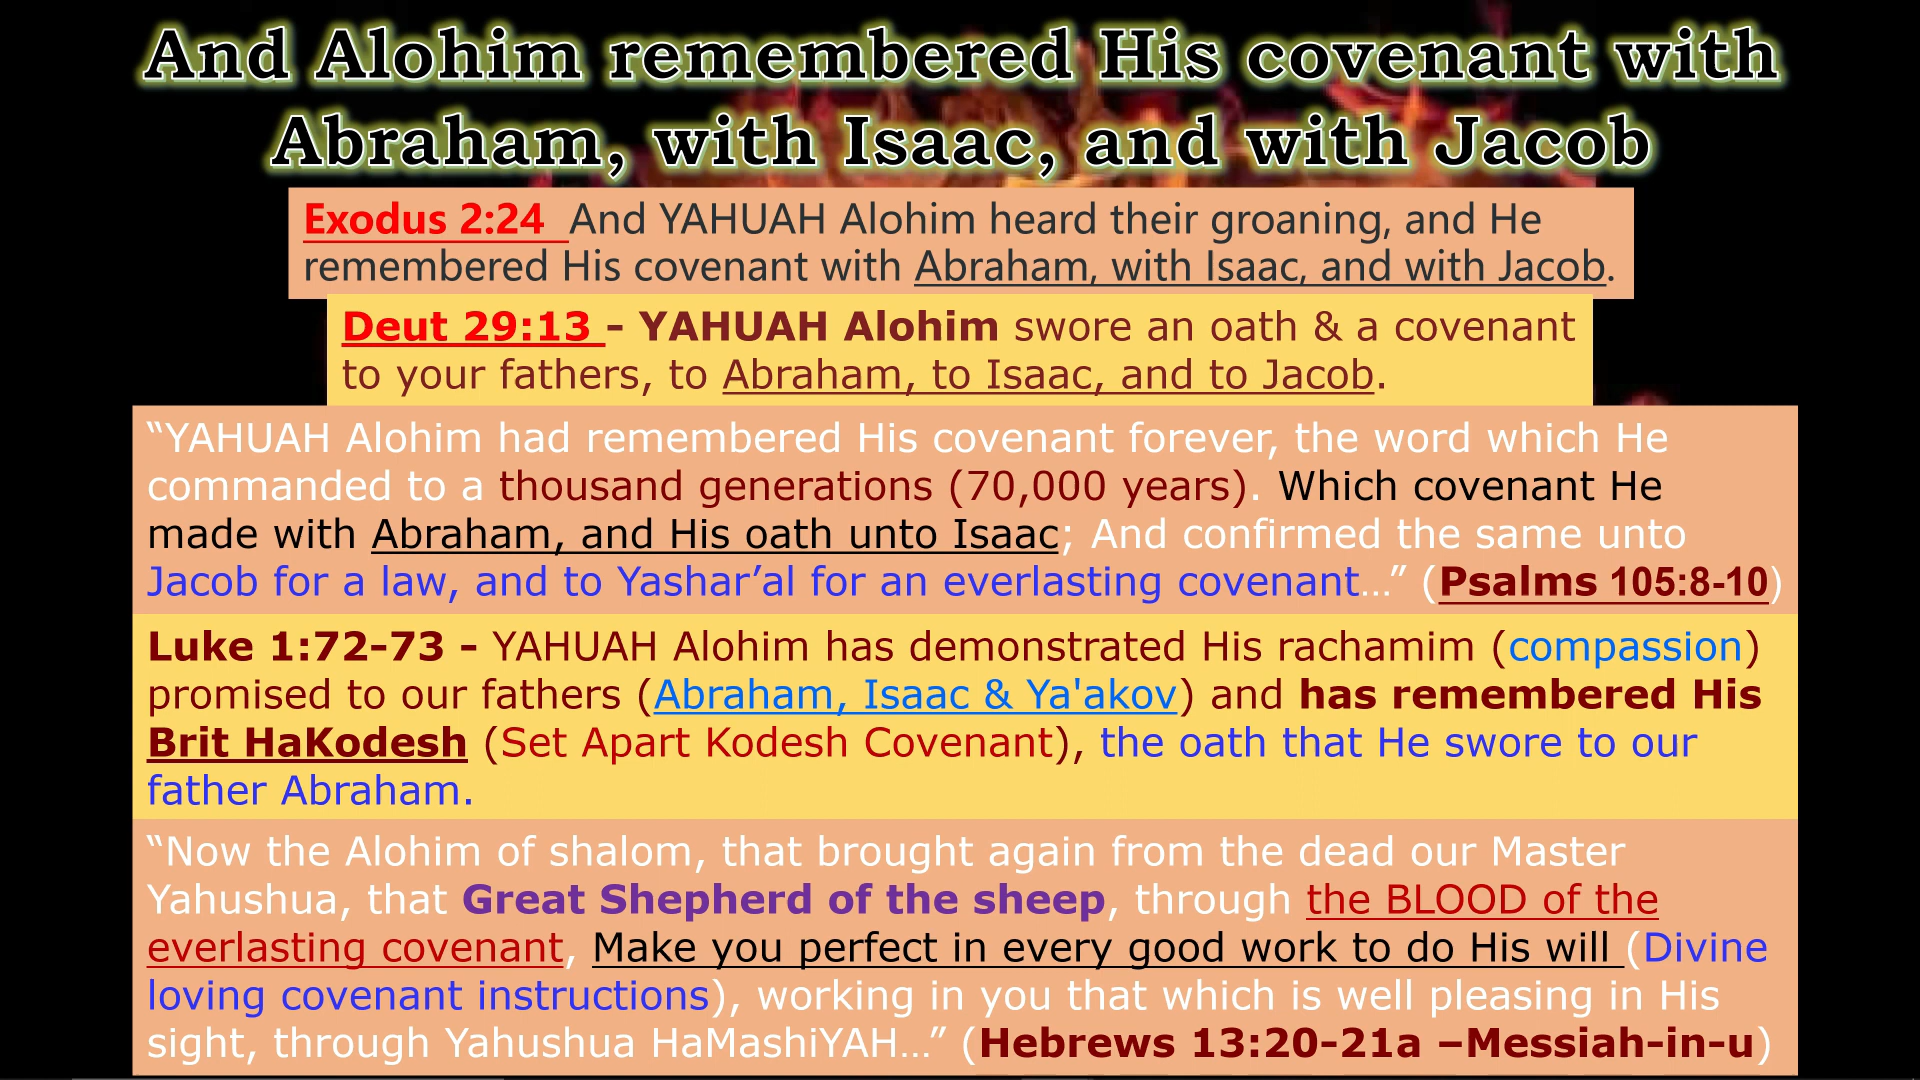 And Alohim remembered His covenant with
Abraham, with Isaac, and with Jacob
Exodus 2:24 And YAHUAH Alohim heard their groaning, and He
remembered His covenant with Abraham, with Isaac, and with Jacob.
Deut 29:13 - YAHUAH Alohim swore an oath & a covenant
to your fathers, to Abraham, to Isaac, and to Jacob.
“YAHUAH Alohim had remembered His covenant forever, the word which He
commanded to a thousand generations (70,000 years). Which covenant He
made with Abraham, and His oath unto Isaac; And confirmed the same unto
Jacob for a law, and to Yashar’al for an everlasting covenant…” (Psalms 105:8-10)
Luke 1:72-73 - YAHUAH Alohim has demonstrated His rachamim (compassion)
promised to our fathers (Abraham, Isaac & Ya'akov) and has remembered His
Brit HaKodesh (Set Apart Kodesh Covenant), the oath that He swore to our
father Abraham.
“Now the Alohim of shalom, that brought again from the dead our Master
Yahushua, that Great Shepherd of the sheep, through the BLOOD of the
everlasting covenant, Make you perfect in every good work to do His will (Divine
loving covenant instructions), working in you that which is well pleasing in His
sight, through Yahushua HaMashiYAH…” (Hebrews 13:20-21a –Messiah-in-u)